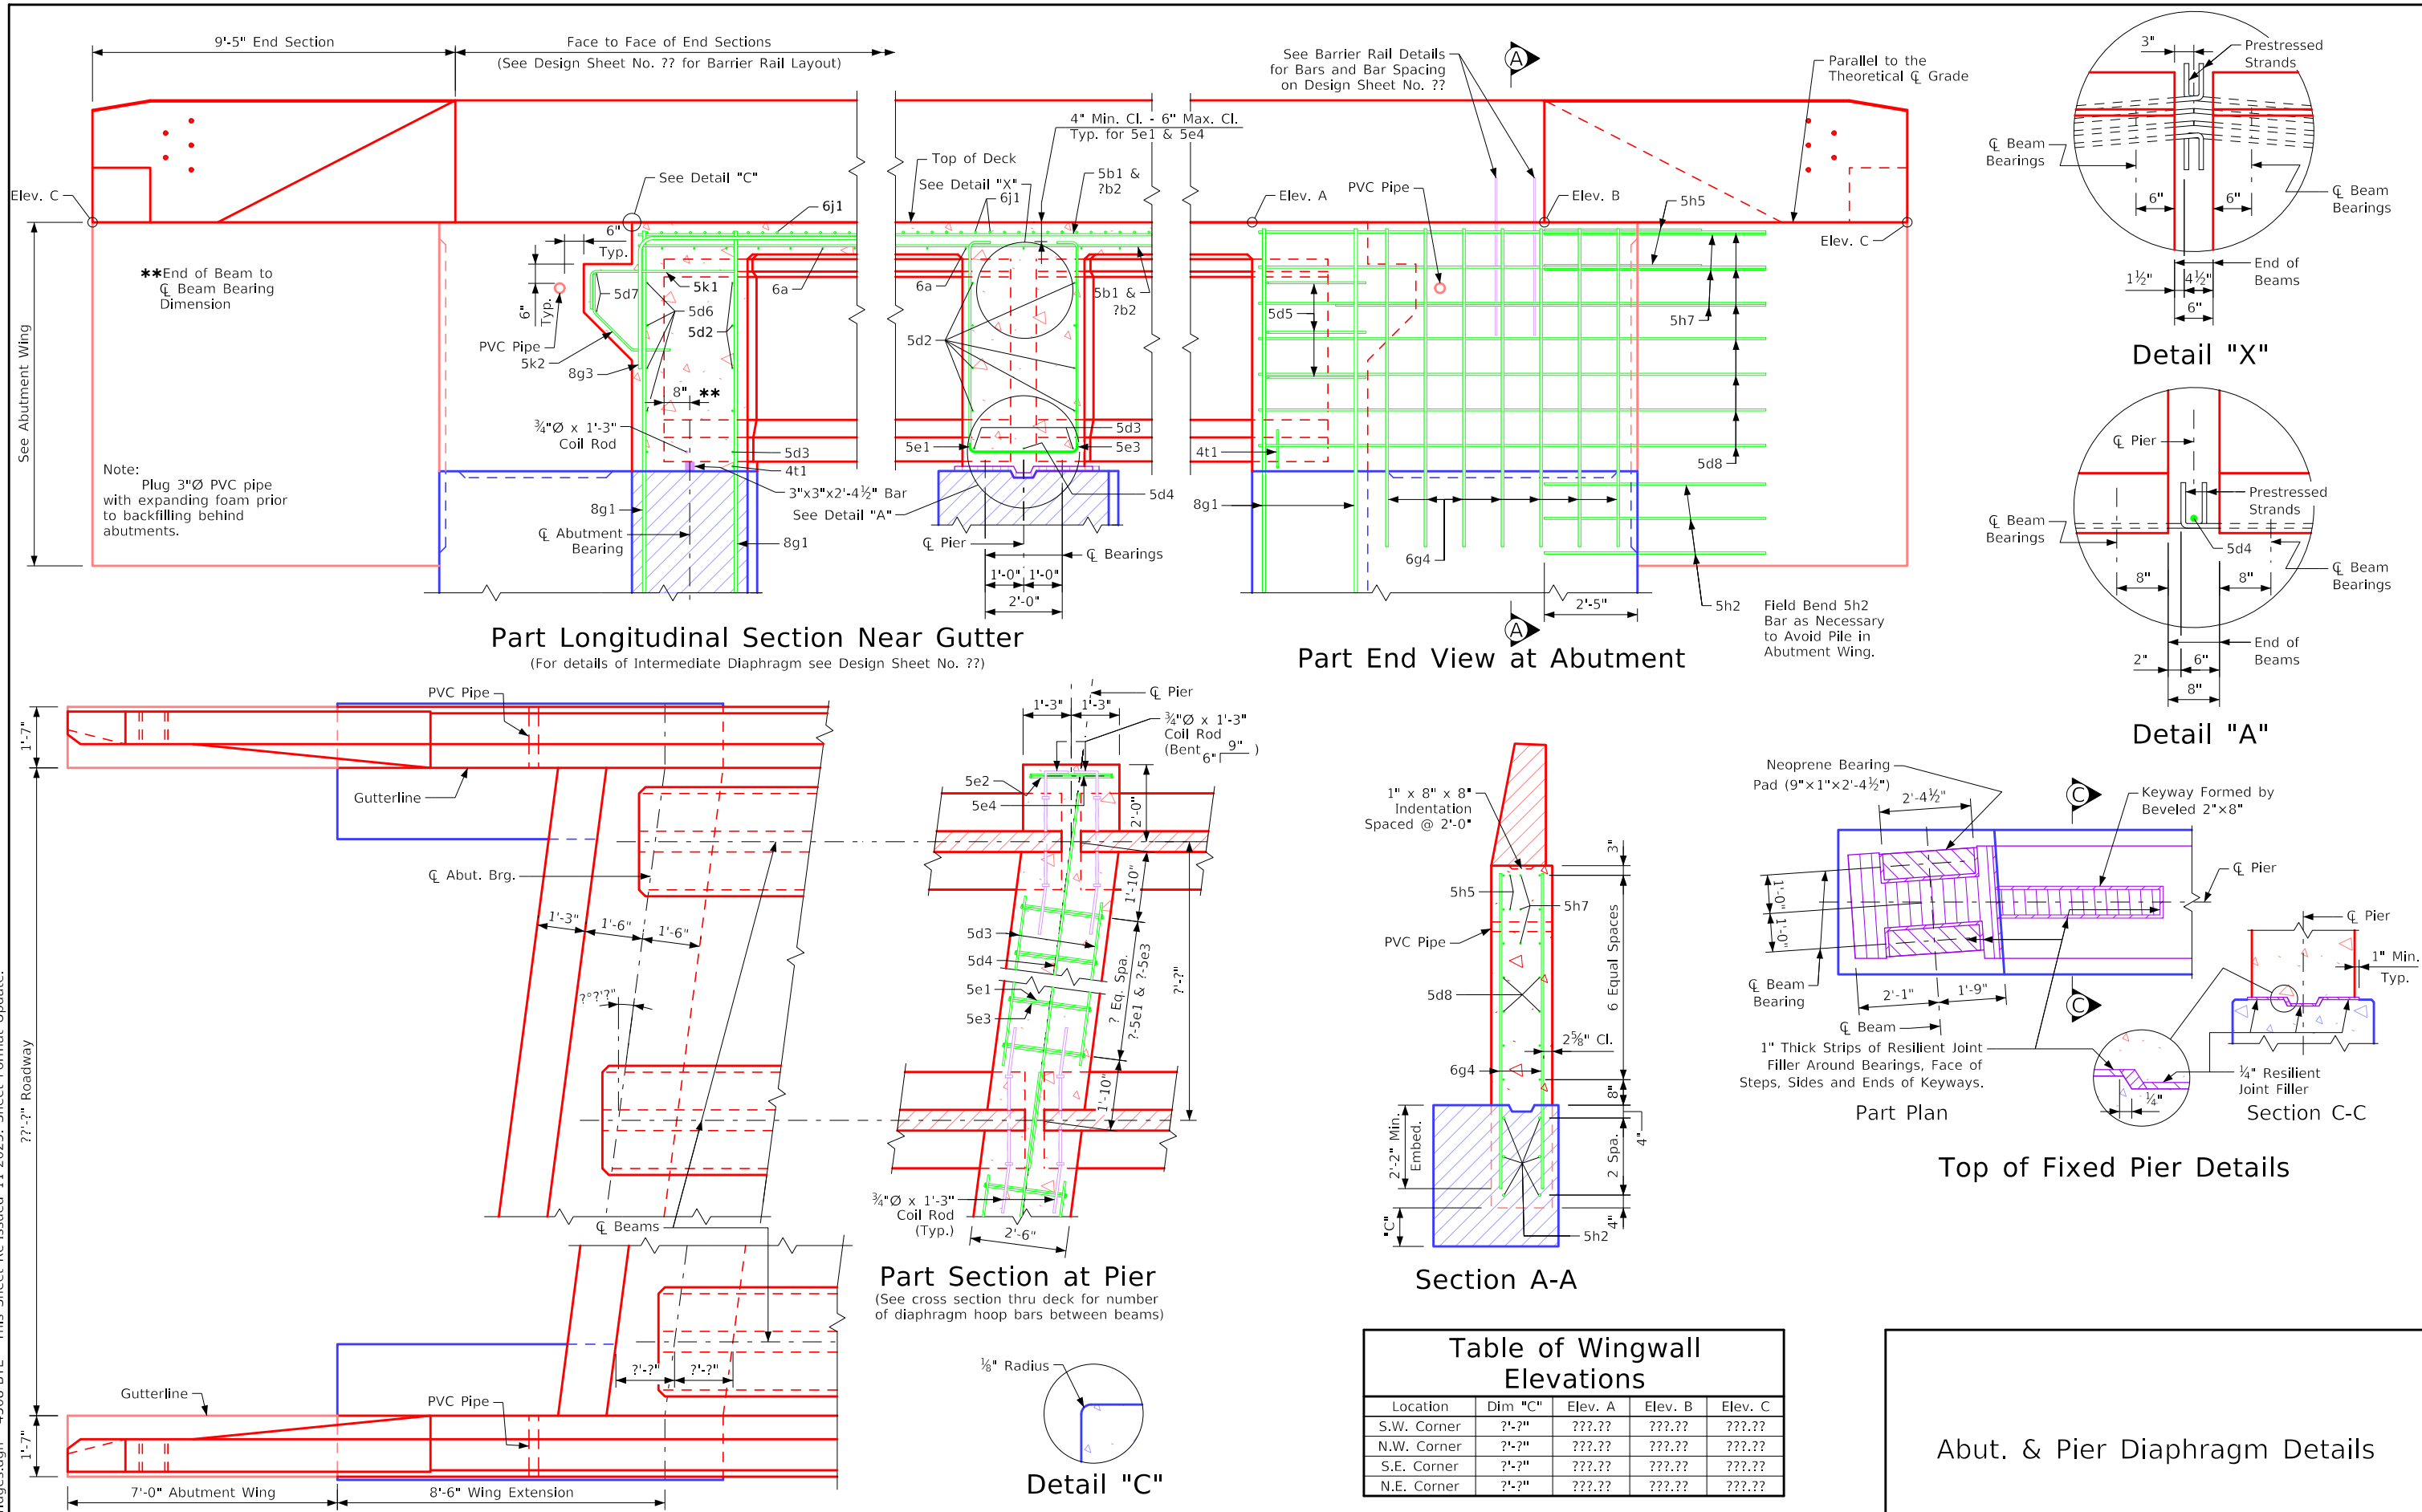 9'-5" End Section
Face to Face of End Sections
(See Design Sheet No. ?? for Barrier Rail Layout)
See Barrier Rail Details
for Bars and Bar Spacing
on Design Sheet No. ??
A
Parallel to the
Theoretical ℄ Grade
3"
Prestressed
Strands
℄ Beam
Bearings
6"
6"
℄ Beam
Bearings
1½"
4½"
End of
Beams
6"
Detail "X"
4" Min. Cl. - 6" Max. Cl.
Typ. for 5e1 & 5e4
Top of Deck
See Detail "X"
6j1
5b1 &
?b2
See Detail "C"
6j1
Elev. C
6"
Typ.
**End of Beam to
℄ Beam Bearing
Dimension
6"
Typ.
PVC Pipe
5k2
5d7
5k1
5d6
5d2
8g3
6a
6a
5b1 &
?b2
5d2
8" **
¾"Ø x 1'-3"
Coil Rod
5e1
5d3
5e3
5d3
4t1
3"x3"x2'-4½" Bar
See Detail "A"
5d4
See Abutment Wing
Note:
Plug 3"Ø PVC pipe
with expanding foam prior
to backfilling behind
abutments.
8g1
℄ Abutment
Bearing
8g1
℄ Pier
℄ Bearings
1'-0"
1'-0"
2'-0"
Part Longitudinal Section Near Gutter
(For details of Intermediate Diaphragm see Design Sheet No. ??)
Elev. A
PVC Pipe
Elev. B
5h5
Elev. C
5d5
5h7
4t1
5d8
8g1
6g4
5h2
2'-5"
Field Bend 5h2
Bar as Necessary
to Avoid Pile in
Abutment Wing.
A
Part End View at Abutment
℄ Pier
Prestressed
Strands
℄ Beam
Bearings
5d4
℄ Beam
Bearings
8"
8"
End of
Beams
2"
6"
8"
Detail "A"
PVC Pipe
1'-7"
Gutterline
℄ Abut. Brg.
1'-3"
1'-6"
1'-6"
?°?'?"
??'-?" Roadway
℄ Beams
?'-?"
?'-?"
Gutterline
PVC Pipe
1'-7"
7'-0" Abutment Wing
8'-6" Wing Extension
℄ Pier
1'-3"
1'-3"
¾"Ø x 1'-3"
Coil Rod
(Bent 6" 9" )
5e2
5e4
2'-0"
1'-10"
5d3
5d4
5e1
5e3
? Eq. Spa.
?-5e1 & ?-5e3
?'-?"
1'-10"
¾"Ø x 1'-3"
Coil Rod
(Typ.)
2'-6"
Part Section at Pier
(See cross section thru deck for number
of diaphragm hoop bars between beams)
⅛" Radius
Detail "C"
1" x 8" x 8"
Indentation
Spaced @ 2'-0"
3"
5h5
5h7
PVC Pipe
6 Equal Spaces
5d8
2⅝" Cl.
6g4
8"
2'-2" Min.
Embed.
2 Spa.
4"
"C"
4"
5h2
Section A-A
Neoprene Bearing
Pad (9"×1"×2'-4½")
2'-4½"
C
Keyway Formed by
Beveled 2"×8"
℄ Pier
1'-0"
1'-0"
℄ Beam
Bearing
2'-1"
1'-9"
C
℄ Beam
1" Thick Strips of Resilient Joint
Filler Around Bearings, Face of
Steps, Sides and Ends of Keyways.
Part Plan
℄ Pier
1" Min.
Typ.
¼" Resilient
Joint Filler
¼"
Section C-C
Top of Fixed Pier Details
Table of Wingwall
Elevations
Location Dim "C" Elev. A Elev. B Elev. C
S.W. Corner ?'-?" ???.?? ???.?? ???.??
N.W. Corner ?'-?" ???.?? ???.?? ???.??
S.E. Corner ?'-?" ???.?? ???.?? ???.??
N.E. Corner ?'-?" ???.?? ???.?? ???.??
Abut. & Pier Diaphragm Details